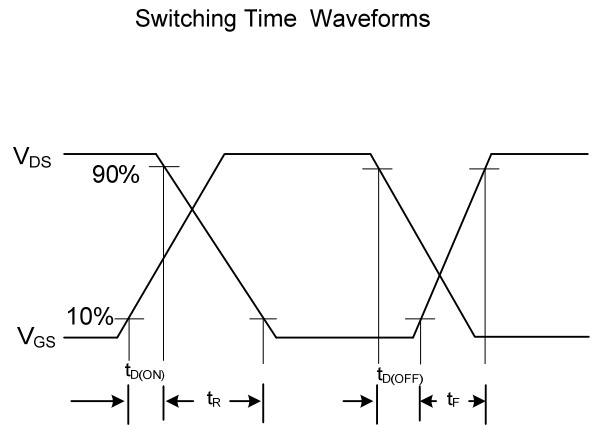 Switching Time Waveforms
VDS
90%
10%
VGS
tD(ON)
tD(OFF)
tR
tF